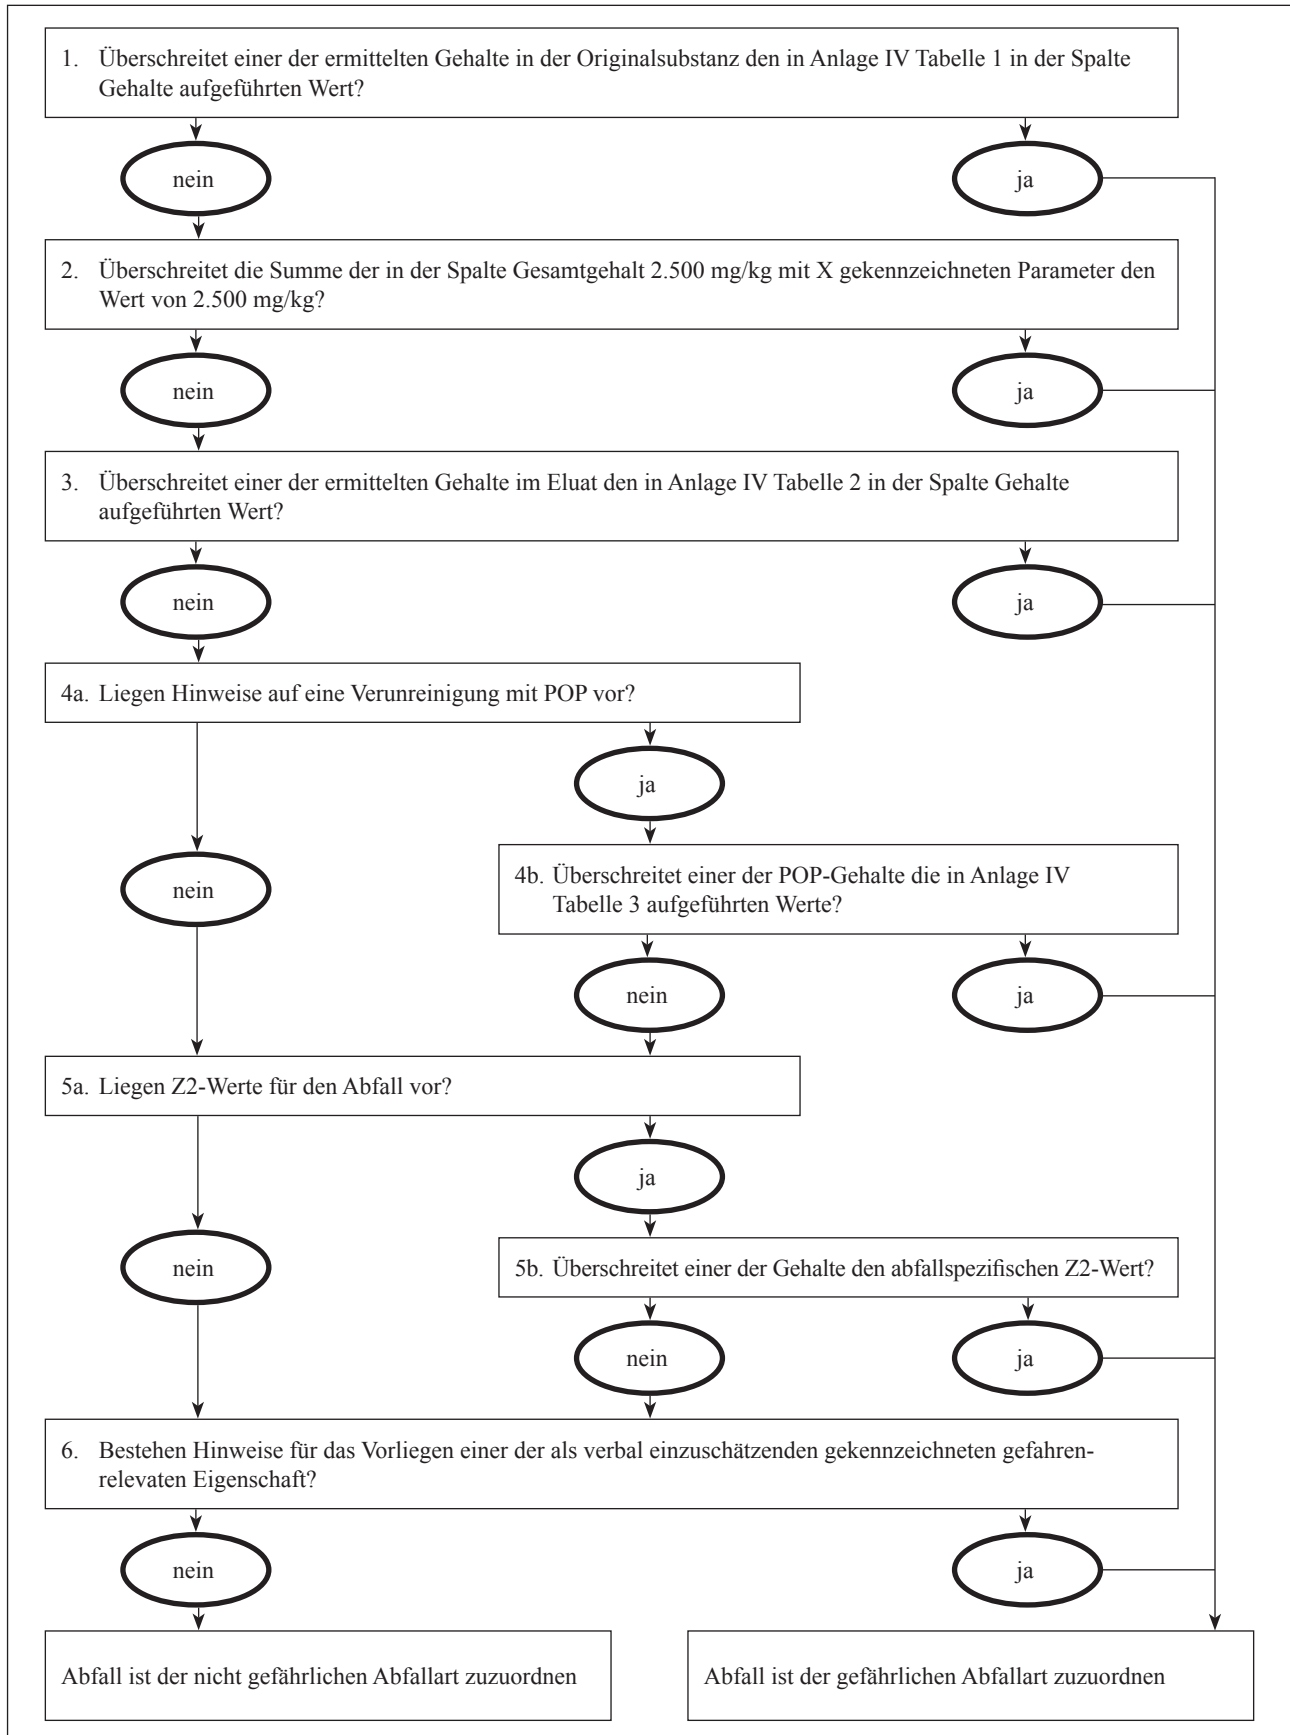 1. Überschreitet einer der ermittelten Gehalte in der Originalsubstanz den in Anlage IV Tabelle 1 in der Spalte
Gehalte aufgeführten Wert?
nein
ja
2. Überschreitet die Summe der in der Spalte Gesamtgehalt 2.500 mg/kg mit X gekennzeichneten Parameter den
Wert von 2.500 mg/kg?
nein
ja
3. Überschreitet einer der ermittelten Gehalte im Eluat den in Anlage IV Tabelle 2 in der Spalte Gehalte
aufgeführten Wert?
nein
ja
4a. Liegen Hinweise auf eine Verunreinigung mit POP vor?
ja
nein
4b. Überschreitet einer der POP-Gehalte die in Anlage IV
Tabelle 3 aufgeführten Werte?
nein
ja
5a. Liegen Z2-Werte für den Abfall vor?
ja
nein
5b. Überschreitet einer der Gehalte den abfallspezifischen Z2-Wert?
nein
ja
6. Bestehen Hinweise für das Vorliegen einer der als verbal einzuschätzenden gekennzeichneten gefahren-
relevaten Eigenschaft?
nein
ja
Abfall ist der nicht gefährlichen Abfallart zuzuordnen
Abfall ist der gefährlichen Abfallart zuzuordnen